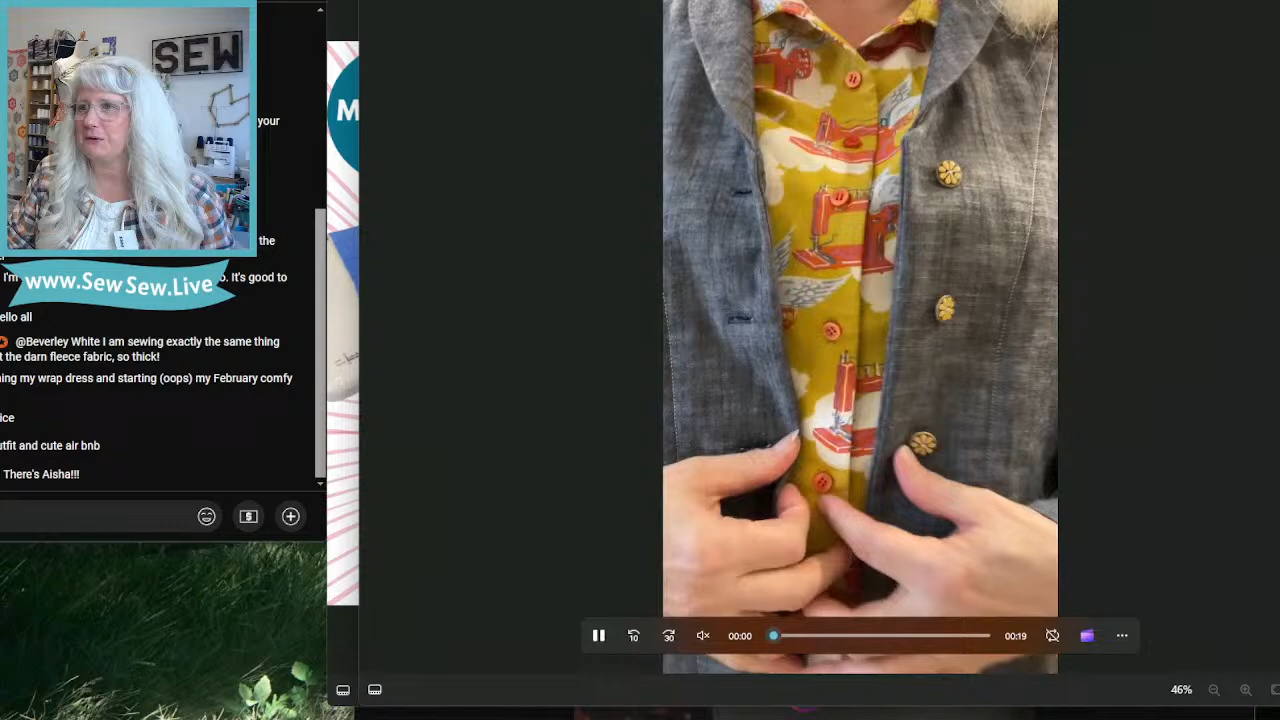 SEW
www.SewSew.Live
your
the
I'm
o. It's good to
ello all
@Beverley White I am sewing exactly the same thing
t the darn fleece fabric, so thick!
ing my wrap dress and starting (oops) my February comfy
ice
utfit and cute air bnb
There's Aisha!!!
M
10
30
00:00
00:19
46%